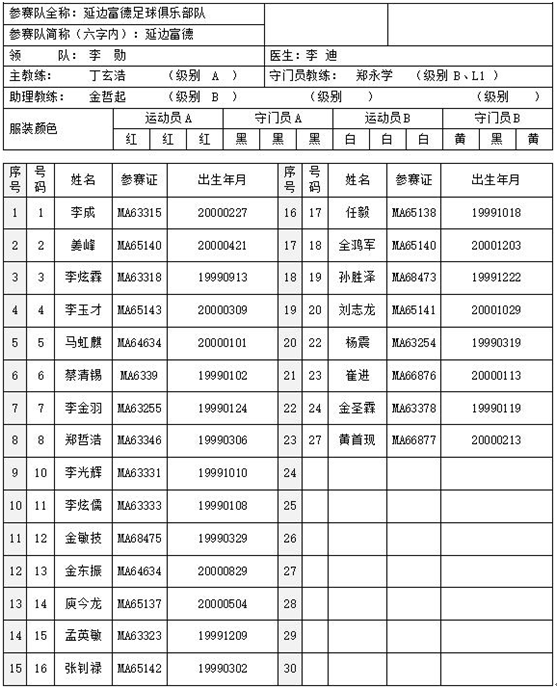 参赛队全称：延边富德足球俱乐部队
参赛队简称（六字内）：延边富德
领 队：李 勋 医生：李 迪
主教练： 丁玄浩 （级别 A ） 守门员教练： 郑永学 （级别 B、L1 ）
助理教练： 金哲起 （级别 B ） （级别 ） （级别 ）
服装颜色 运动员A 守门员A 运动员B 守门员B
红 红 红 黑 黑 黑 白 白 白 黄 黑 黄
序号 号码 姓名 参赛证 出生年月 序号 号码 姓名 参赛证 出生年月
1 1 李成 MA63315 20000227 16 17 任毅 MA65138 19991018
2 2 姜峰 MA65140 20000421 17 18 全鸿军 MA65140 20001203
3 3 李炫霖 MA63318 19990913 18 19 孙胜泽 MA68473 19991222
4 4 李玉才 MA65143 20000309 19 20 刘志龙 MA65141 20001029
5 5 马虹麒 MA64634 20000101 20 22 杨震 MA63254 19990319
6 6 蔡清锡 MA6339 19990102 21 23 崔进 MA66876 20000113
7 7 李金羽 MA63255 19990124 22 24 金圣霖 MA63378 19990119
8 8 郑哲浩 MA63346 19990306 23 27 黄首现 MA66877 20000213
9 10 李光辉 MA63331 19991010 24
10 11 李炫儒 MA63333 19990108 25
11 12 金敏技 MA68475 19990329 26
12 13 金东振 MA64634 20000829 27
13 14 庾今龙 MA65137 20000504 28
14 15 孟英敏 MA63323 19991209 29
15 16 张钊禄 MA65142 19990302 30